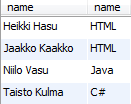 name name
Heikki Hasu HTML
Jaakko Kaakko HTML
Niilo Vasu Java
Taisto Kulma C#